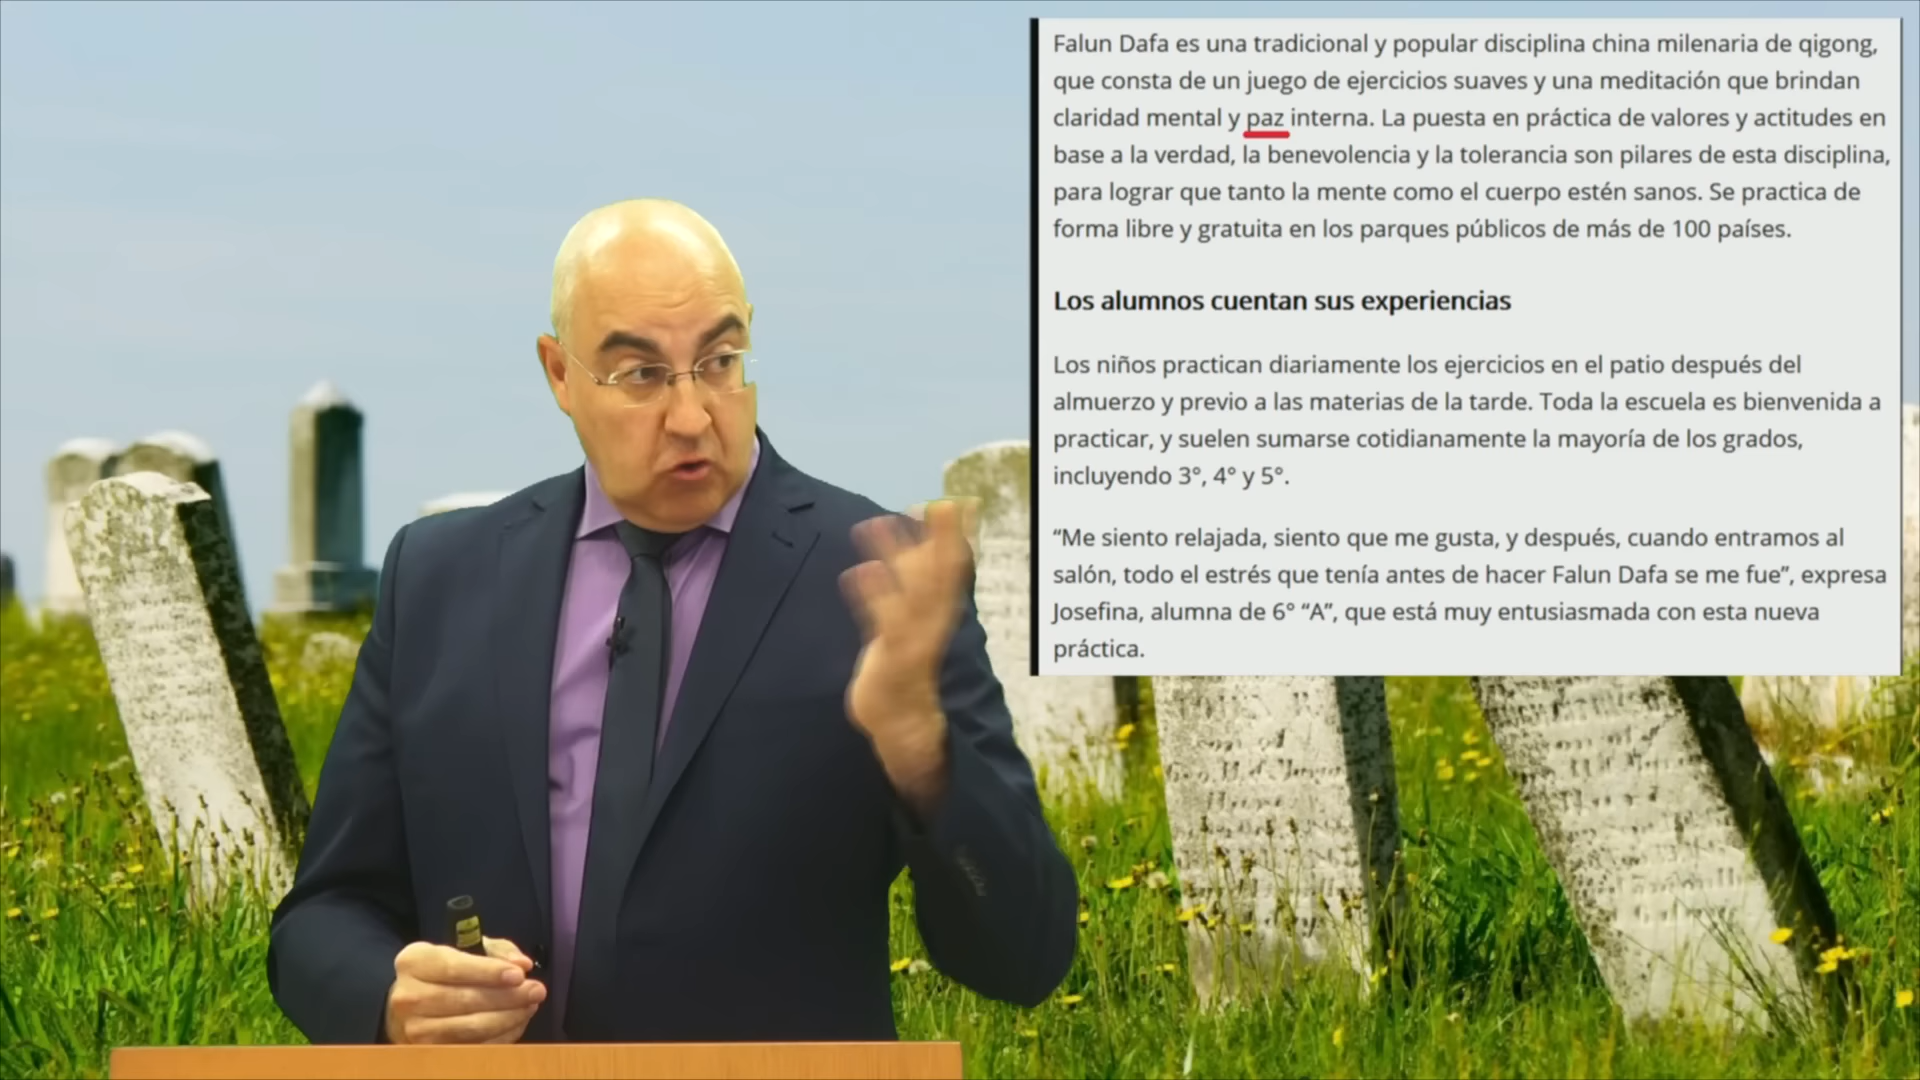 Falun Dafa es una tradicional y popular disciplina china milenaria de qigong,
que consta de un juego de ejercicios suaves y una meditación que brindan
claridad mental y paz interna. La puesta en práctica de valores y actitudes en
base a la verdad, la benevolencia y la tolerancia son pilares de esta disciplina,
para lograr que tanto la mente como el cuerpo estén sanos. Se practica de
forma libre y gratuita en los parques públicos de más de 100 países.
Los alumnos cuentan sus experiencias
Los niños practican diariamente los ejercicios en el patio después del
almuerzo y previo a las materias de la tarde. Toda la escuela es bienvenida a
practicar, y suelen sumarse cotidianamente la mayoría de los grados,
incluyendo 3°, 4° y 5°.
“Me siento relajada, siento que me gusta, y después, cuando entramos al
salón, todo el estrés que tenía antes de hacer Falun Dafa se me fue”, expresa
Josefina, alumna de 6° “A”, que está muy entusiasmada con esta nueva
práctica.